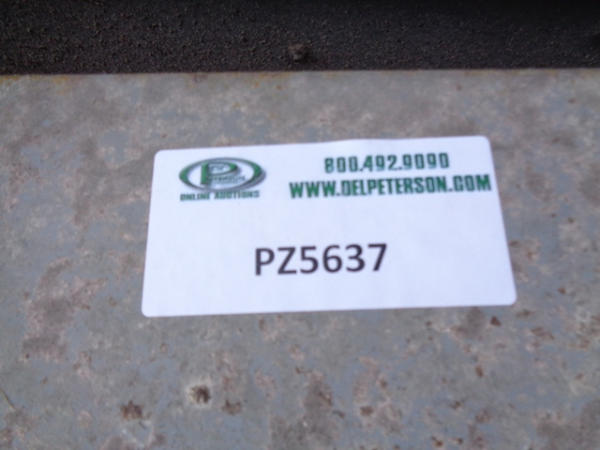 800.492.9090
WWW.DELPETERSON.COM
ONLINE AUCTIONS
PZ5637